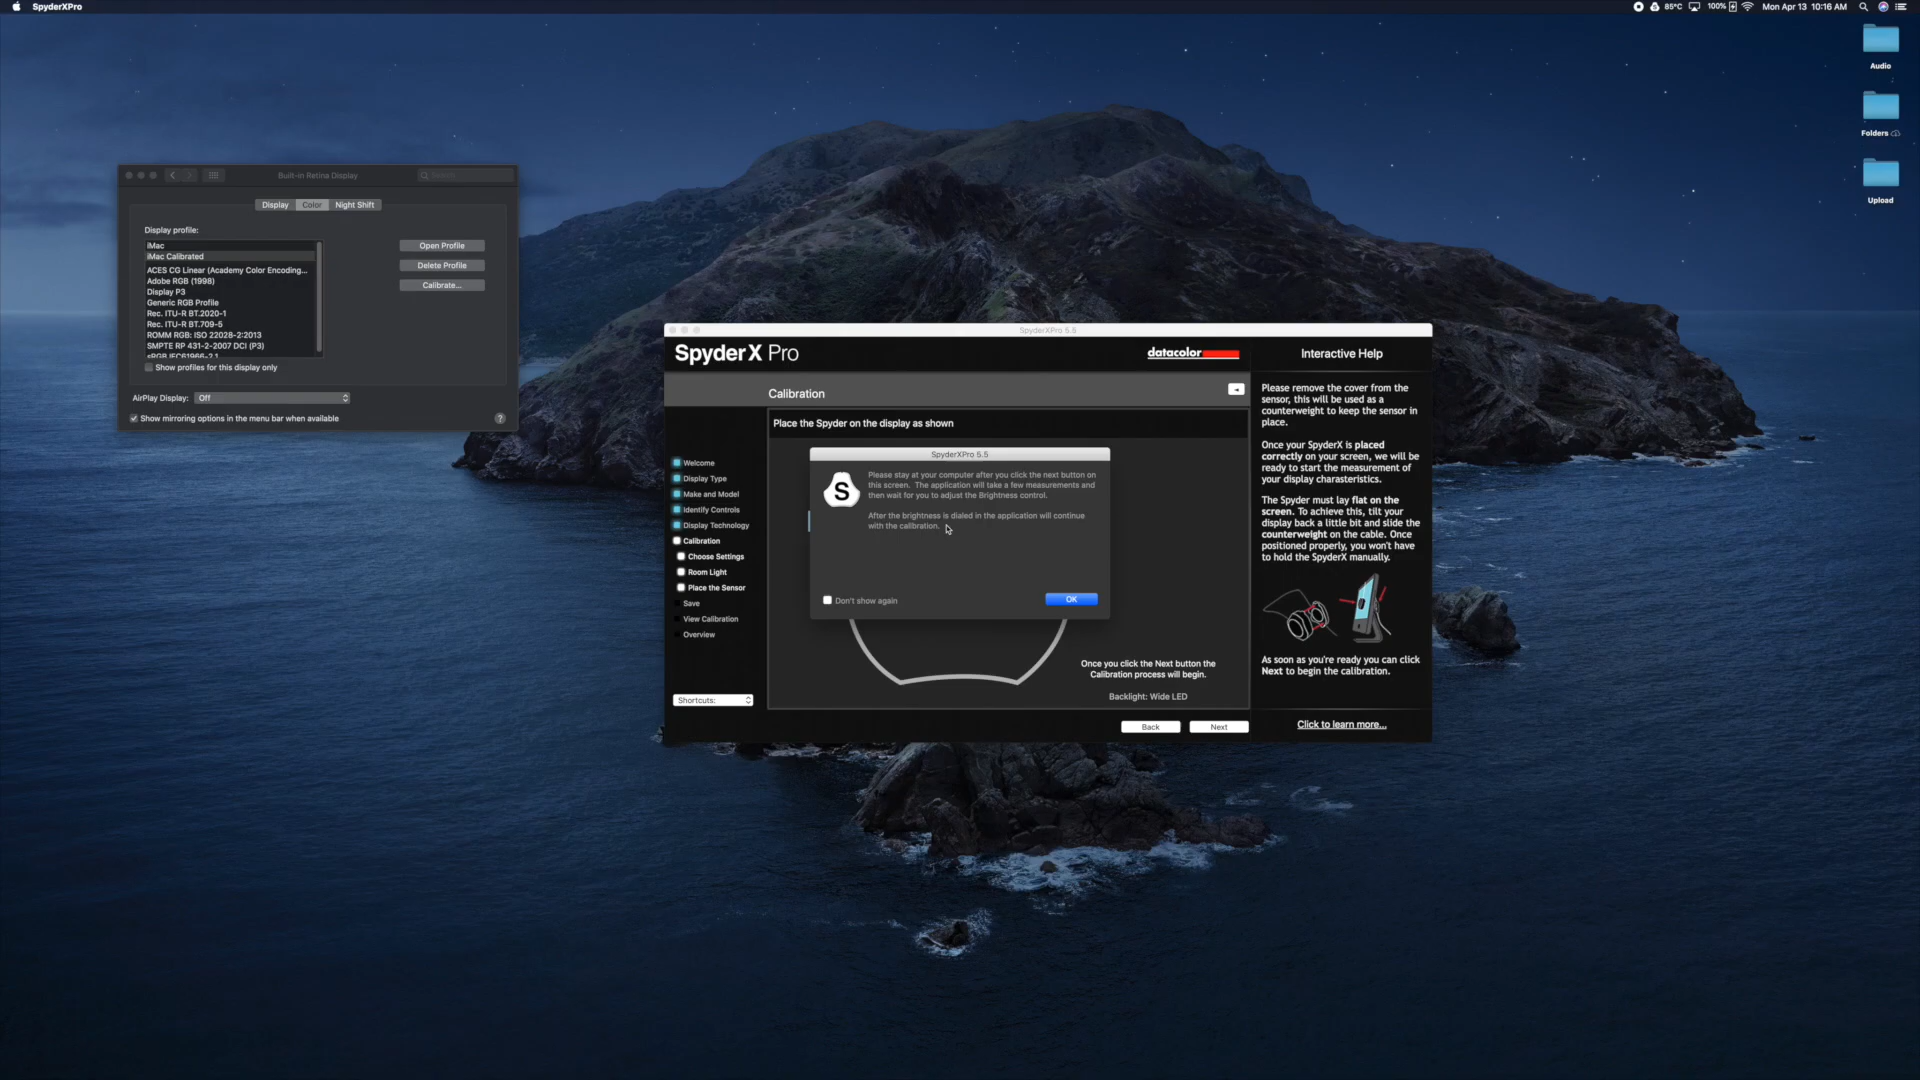 SpyderXPro
85°C
100%
Mon Apr 13 10:16 AM
Audio
Folders
Upload
Built-in Retina Display
Search
Display
Color
Night Shift
Display profile:
iMac
iMac Calibrated
ACES CG Linear (Academy Color Encoding...
Adobe RGB (1998)
Display P3
Generic RGB Profile
Rec. ITU-R BT.2020-1
Rec. ITU-R BT.709-5
ROMM RGB: ISO 22028-2:2013
SMPTE RP 431-2-2007 DCI (P3)
sRGB IEC61966-2.1
Open Profile
Delete Profile
Calibrate...
Show profiles for this display only
AirPlay Display: Off
Show mirroring options in the menu bar when available
?
SpyderXPro 5.5
SpyderX Pro
datacolor
Calibration
Welcome
Display Type
Make and Model
Identify Controls
Display Technology
Calibration
Choose Settings
Room Light
Place the Sensor
Save
View Calibration
Overview
Shortcuts:
Place the Spyder on the display as shown
SpyderXPro 5.5
S
Please stay at your computer after you click the next button on
this screen. The application will take a few measurements and
then wait for you to adjust the Brightness control.
After the brightness is dialed in the application will continue
with the calibration.
Don't show again
OK
Once you click the Next button the
Calibration process will begin.
Backlight: Wide LED
Back
Next
Interactive Help
Please remove the cover from the
sensor, this will be used as a
counterweight to keep the sensor in
place.
Once your SpyderX is placed
correctly on your screen, we will be
ready to start the measurement of
your display charactistics.
The Spyder must lay flat on the
screen. To achieve this, tilt your
display back a little bit and slide the
counterweight on the cable. Once
positioned properly, you won't have
to hold the SpyderX manually.
As soon as you're ready you can click
Next to begin the calibration.
Click to learn more...